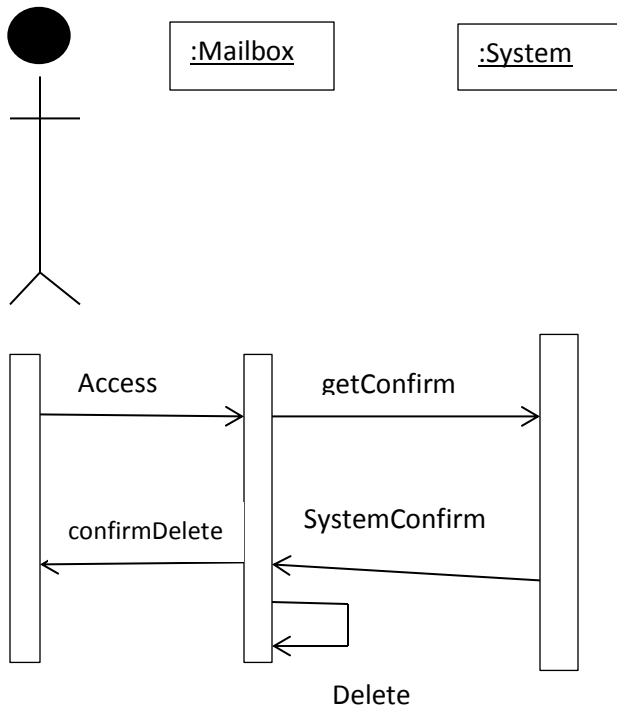 :Mailbox
:System
Access
getConfirm
SystemConfirm
confirmDelete
Delete